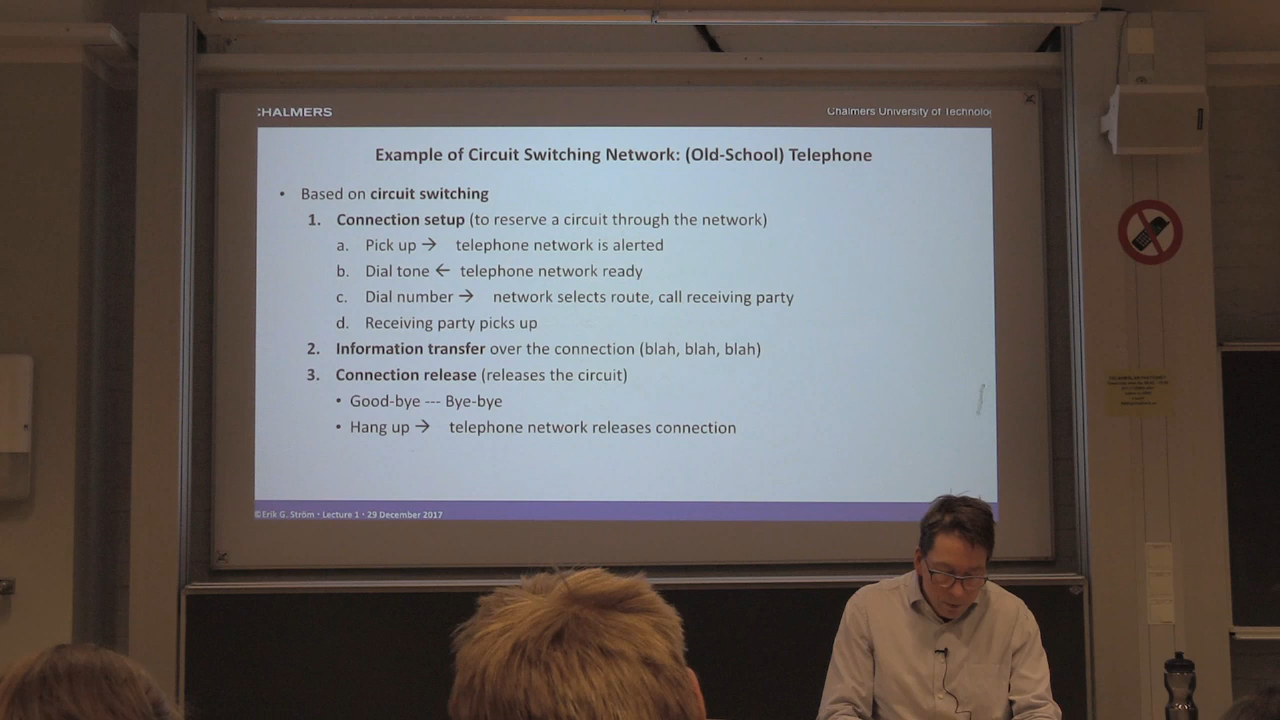 CHALMERS
Chalmers University of Technolo
Example of Circuit Switching Network: (Old-School) Telephone
• Based on circuit switching
1. Connection setup (to reserve a circuit through the network)
a. Pick up → telephone network is alerted
b. Dial tone ← telephone network ready
c. Dial number → network selects route, call receiving party
d. Receiving party picks up
2. Information transfer over the connection (blah, blah, blah)
3. Connection release (releases the circuit)
• Good-bye --- Bye-bye
• Hang up → telephone network releases connection
©Erik G. Ström • Lecture 1 • 29 December 2017